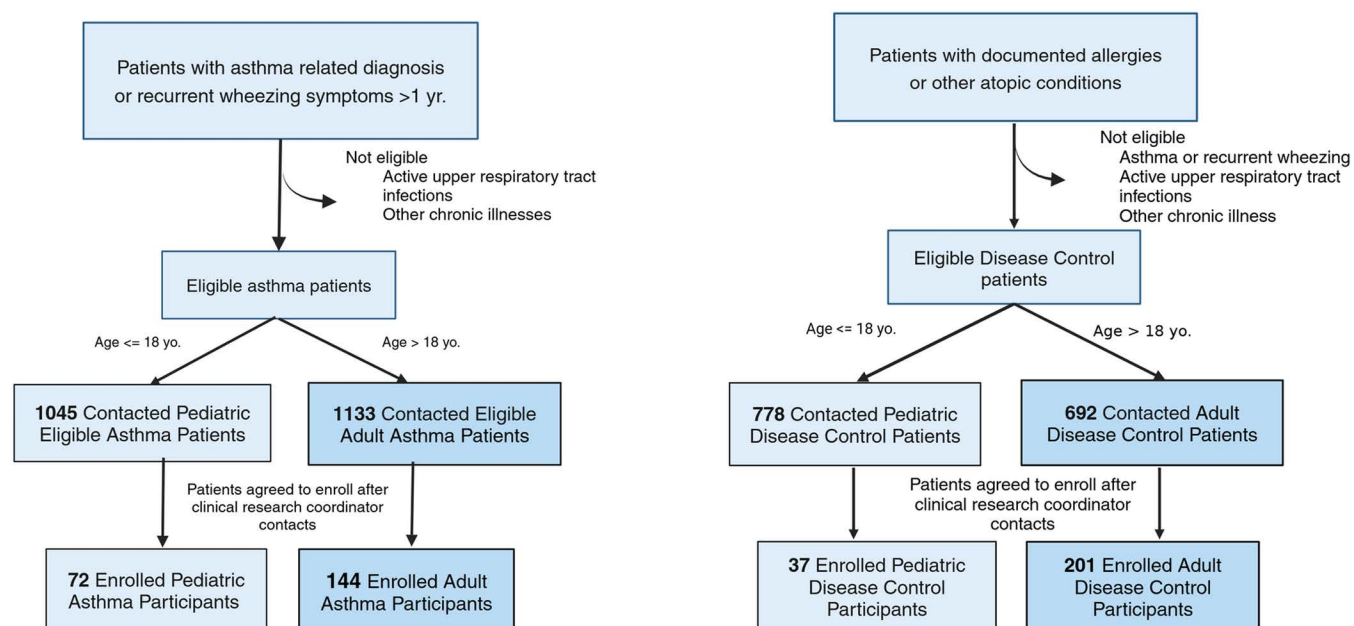 Patients with asthma related diagnosis
or recurrent wheezing symptoms >1 yr.
Not eligible
Active upper respiratory tract
infections
Other chronic illnesses
Eligible asthma patients
Age <= 18 yo.
Age > 18 yo.
1045 Contacted Pediatric
Eligible Asthma Patients
1133 Contacted Eligible
Adult Asthma Patients
Patients agreed to enroll after
clinical research coordinator
contacts
72 Enrolled Pediatric
Asthma Participants
144 Enrolled Adult
Asthma Participants
Patients with documented allergies
or other atopic conditions
Not eligible
Asthma or recurrent wheezing
Active upper respiratory tract
infections
Other chronic illness
Eligible Disease Control
patients
Age <= 18 yo.
Age > 18 yo.
778 Contacted Pediatric
Disease Control Patients
692 Contacted Adult
Disease Control Patients
Patients agreed to enroll after
clinical research coordinator
contacts
37 Enrolled Pediatric
Disease Control
Participants
201 Enrolled Adult
Disease Control
Participants